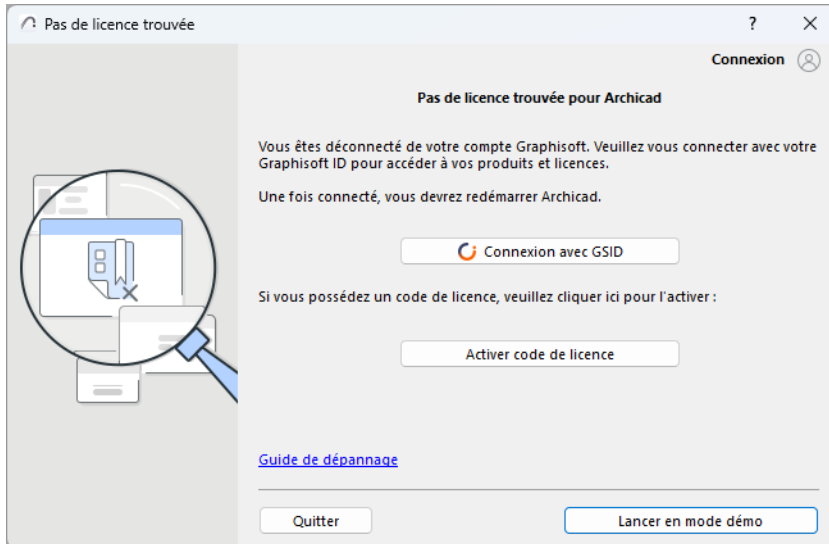 Pas de licence trouvée
?
Connexion
Pas de licence trouvée pour Archicad
Vous êtes déconnecté de votre compte Graphisoft. Veuillez vous connecter avec votre
Graphisoft ID pour accéder à vos produits et licences.
Une fois connecté, vous devrez redémarrer Archicad.
Connexion avec GSID
Si vous possédez un code de licence, veuillez cliquer ici pour l'activer :
Activer code de licence
Guide de dépannage
Quitter
Lancer en mode démo